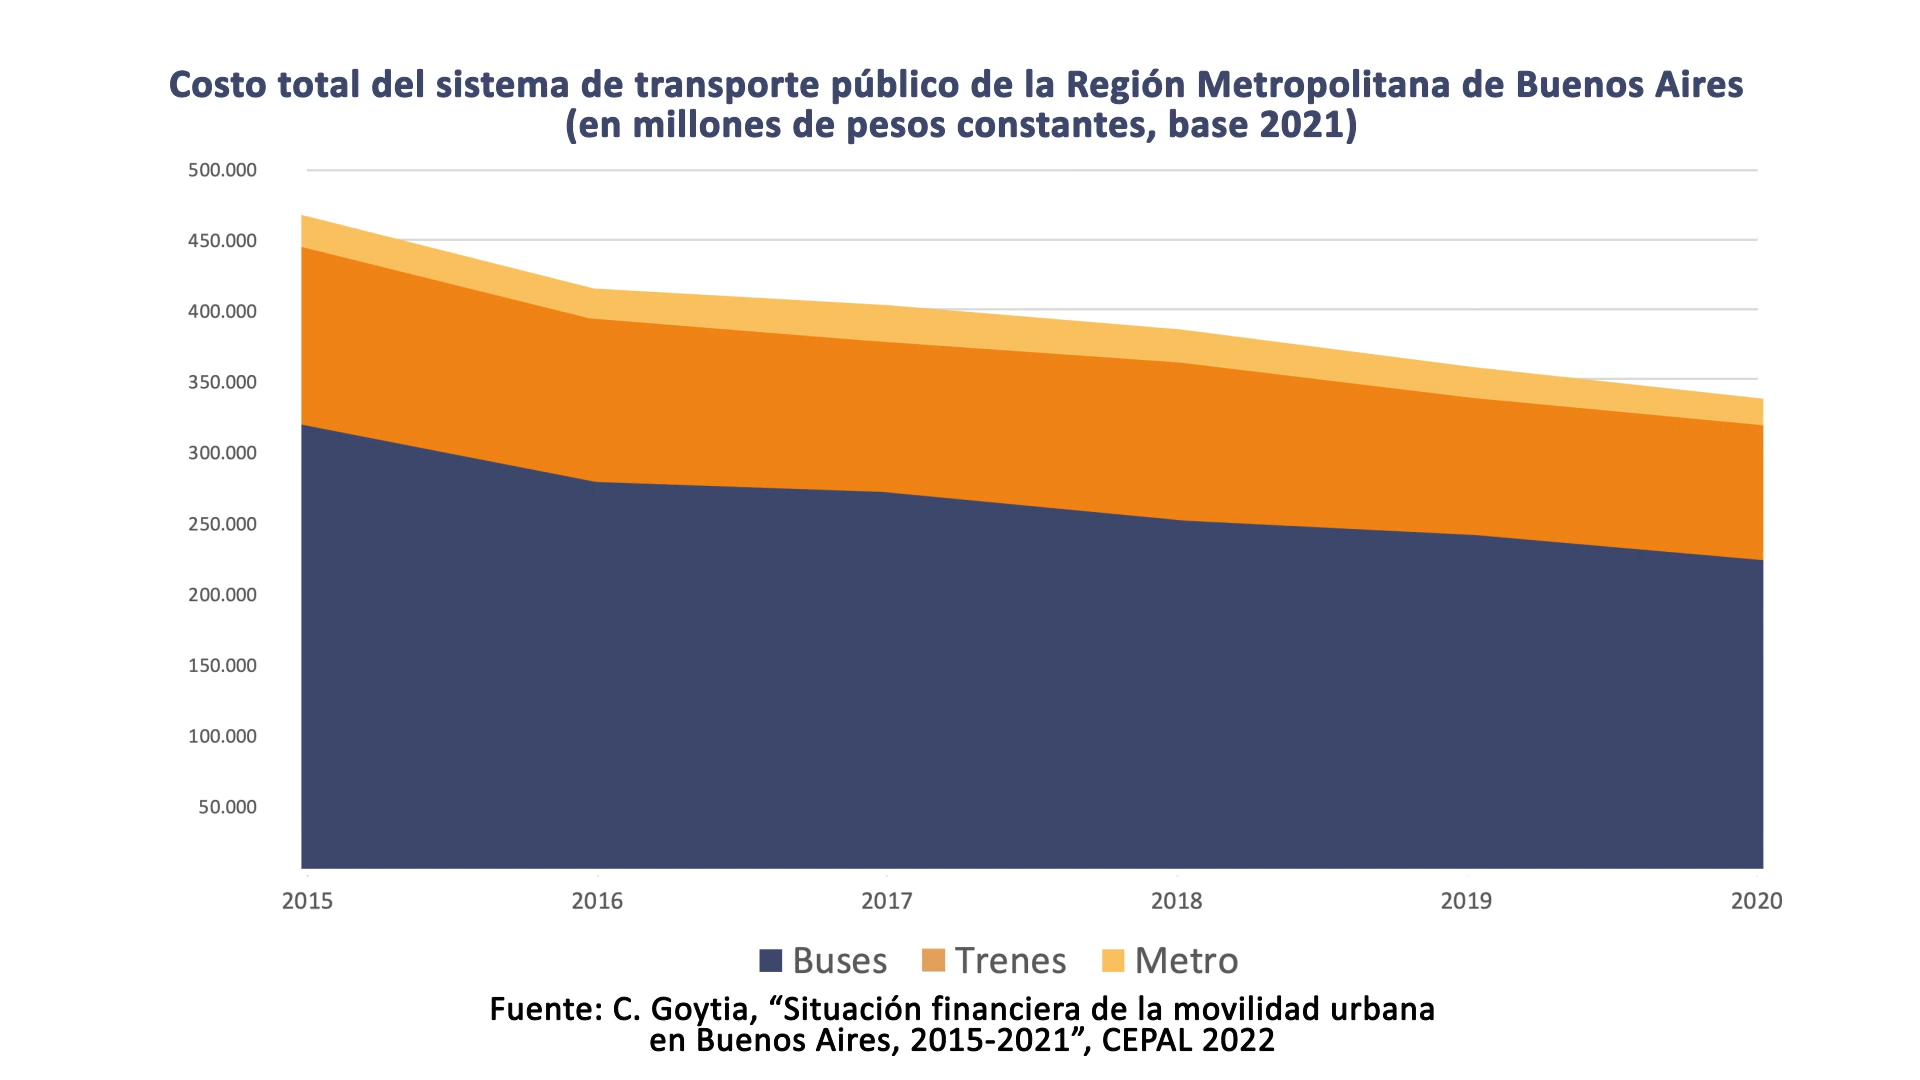 Costo total del sistema de transporte público de la Región Metropolitana de Buenos Aires
(en millones de pesos constantes, base 2021)
500.000
450.000
400.000
350.000
300.000
250.000
200.000
150.000
100.000
50.000
2015 2016 2017 2018 2019 2020
Buses Trenes Metro
Fuente: C. Goytia, “Situación financiera de la movilidad urbana
en Buenos Aires, 2015-2021”, CEPAL 2022